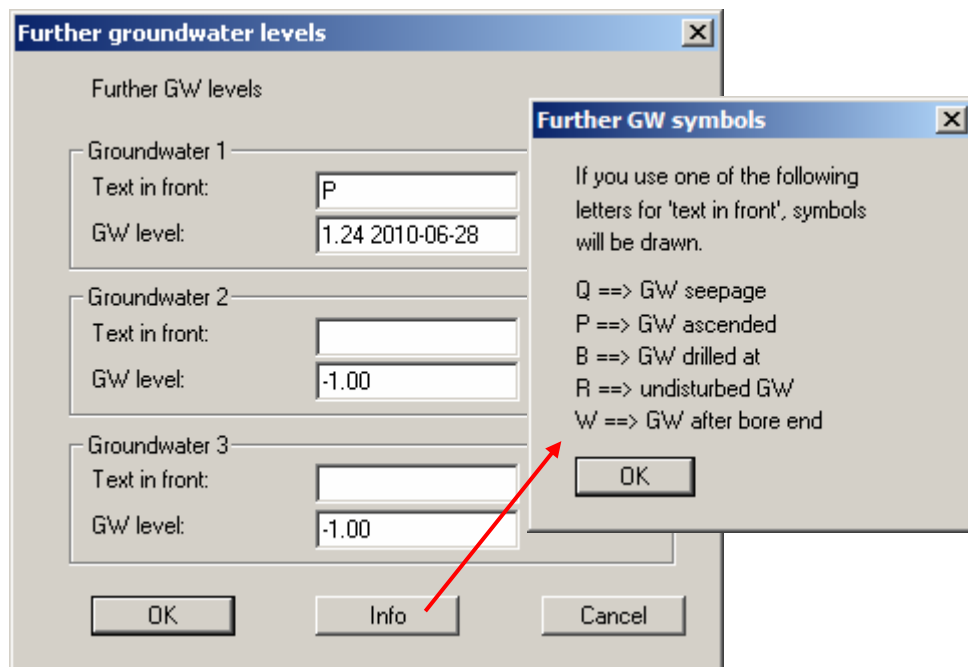 Further groundwater levels
Further GW levels
Groundwater 1
Text in front:
P
GW level:
1.24 2010-06-28
Groundwater 2
Text in front:
GW level:
-1.00
Groundwater 3
Text in front:
GW level:
-1.00
OK
Info
Cancel
Further GW symbols
If you use one of the following
letters for 'text in front', symbols
will be drawn.
Q ==> GW seepage
P ==> GW ascended
B ==> GW drilled at
R ==> undisturbed GW
W ==> GW after bore end
OK